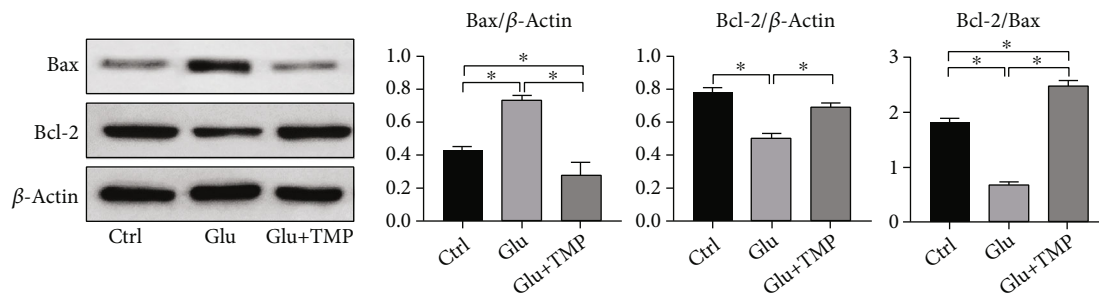 Bax
Bcl-2
β-Actin
Ctrl Glu Glu+TMP
Bax/β-Actin
* * *
1.0
0.8
0.6
0.4
0.2
0.0
Ctrl
Glu
Glu+TMP
Bcl-2/β-Actin
* *
1.0
0.8
0.6
0.4
0.2
0.0
Ctrl
Glu
Glu+TMP
Bcl-2/Bax
* * *
3
2
1
0
Ctrl
Glu
Glu+TMP